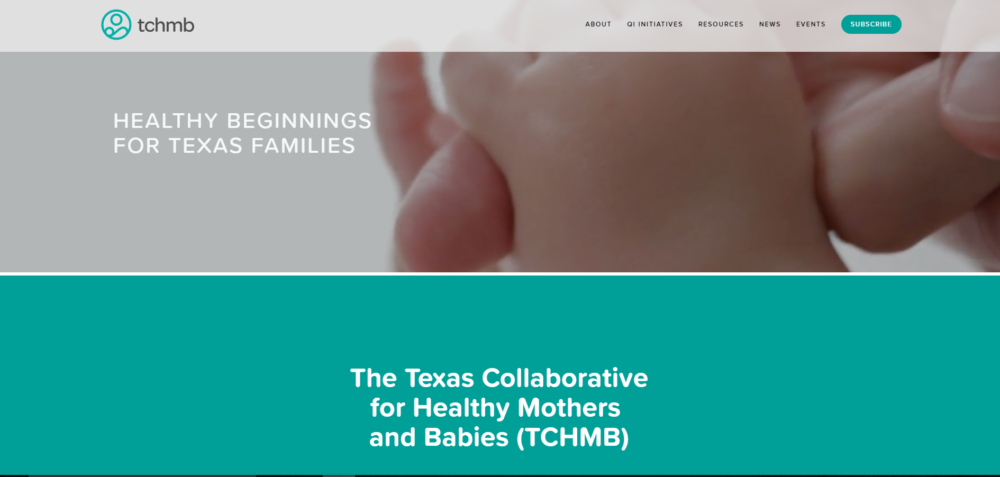 tchmb
ABOUT QI INITIATIVES RESOURCES NEWS EVENTS SUBSCRIBE
HEALTHY BEGINNINGS
FOR TEXAS FAMILIES
The Texas Collaborative
for Healthy Mothers
and Babies (TCHMB)